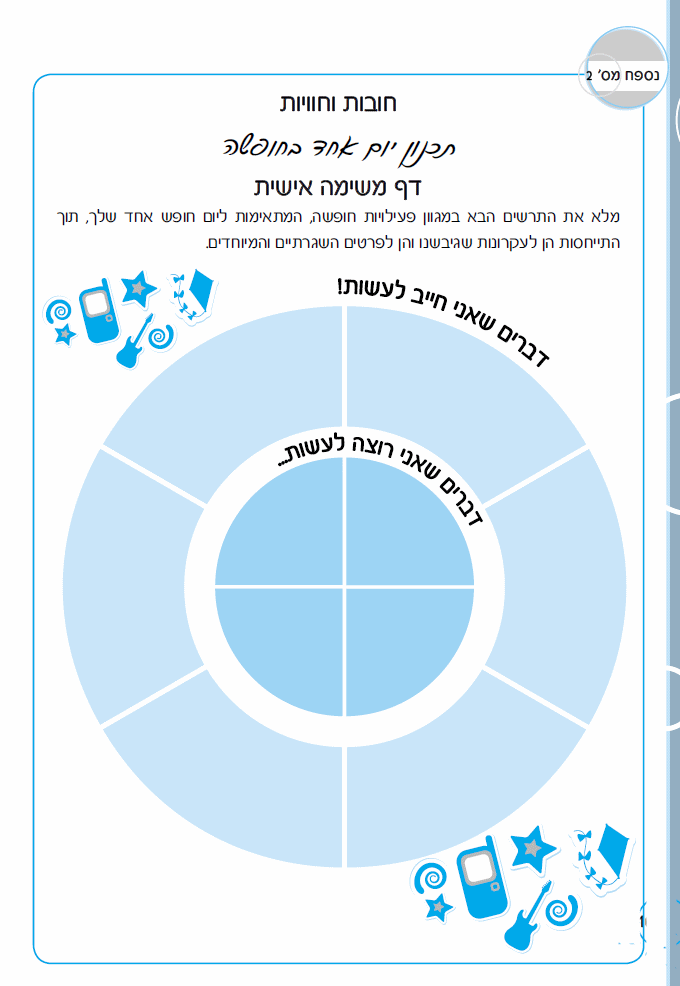 נספח מס' 2
חובות וחוויות
תכנון יום אחד בחופשה
דף משימה אישית
מלא את התרשים הבא במגוון פעילויות חופשה, המתאימות ליום חופש אחד שלך, תוך
התייחסות הן לעקרונות שגיבשנו והן לפרטים השגרתיים והמיוחדים.
דברים שאני חייב לעשות!
דברים שאני רוצה לעשות...